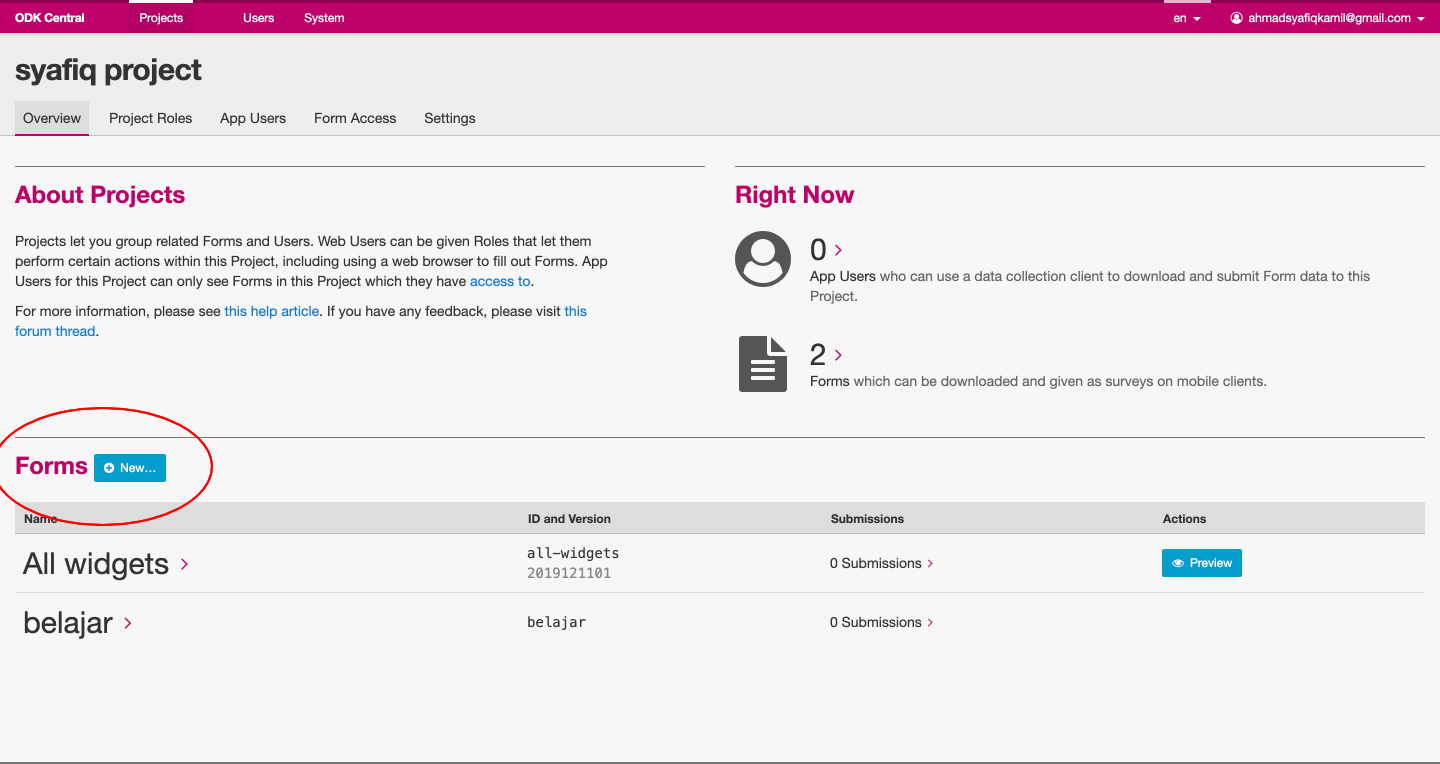 ODK Central Projects Users System en ahmadsyafiqkamil@gmail.com
syafiq project
Overview Project Roles App Users Form Access Settings
About Projects
Projects let you group related Forms and Users. Web Users can be given Roles that let them
perform certain actions within this Project, including using a web browser to fill out Forms. App
Users for this Project can only see Forms in this Project which they have access to.
For more information, please see this help article. If you have any feedback, please visit this
forum thread.
Right Now
0
App Users who can use a data collection client to download and submit Form data to this
Project.
2
Forms which can be downloaded and given as surveys on mobile clients.
Forms New...
Name ID and Version Submissions Actions
All widgets all-widgets 0 Submissions Preview
2019121101
belajar belajar 0 Submissions